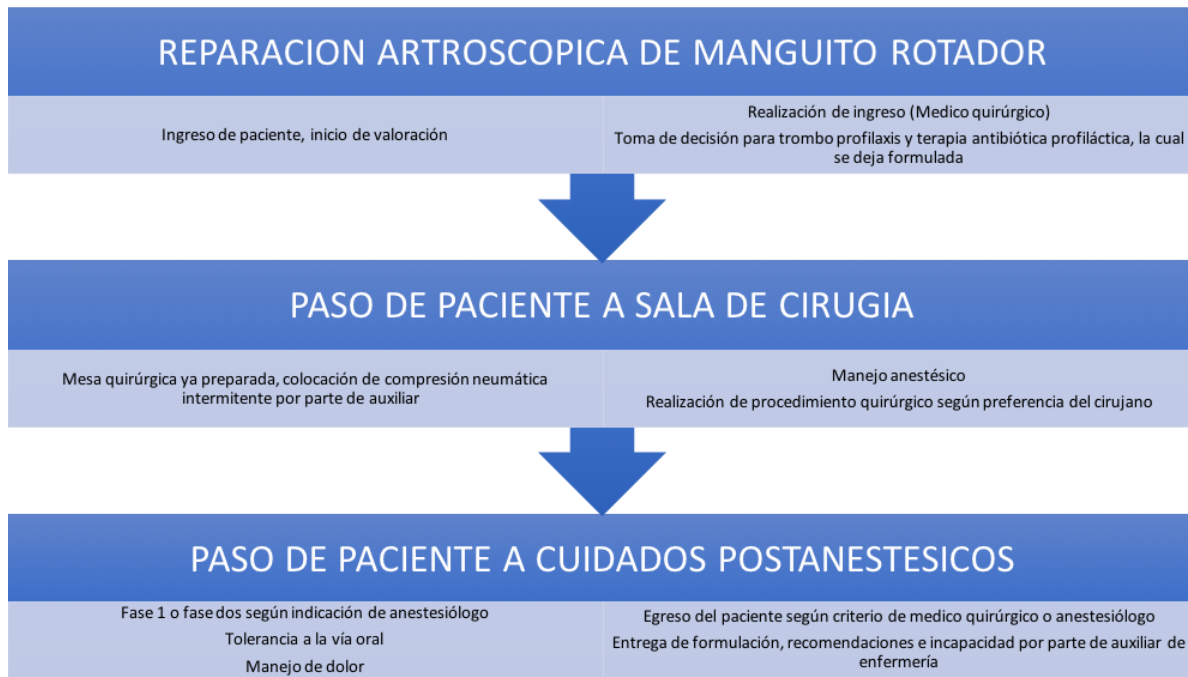 REPARACION ARTROSCOPICA DE MANGUITO ROTADOR
Ingreso de paciente, inicio de valoración
Realización de ingreso (Medico quirúrgico)
Toma de decisión para trombo profilaxis y terapia antibiótica profiláctica, la cual
se deja formulada
PASO DE PACIENTE A SALA DE CIRUGIA
Mesa quirúrgica ya preparada, colocación de compresión neumática
intermitente por parte de auxiliar
Manejo anestésico
Realización de procedimiento quirúrgico según preferencia del cirujano
PASO DE PACIENTE A CUIDADOS POSTANESTESICOS
Fase 1 o fase dos según indicación de anestesiólogo
Tolerancia a la vía oral
Manejo de dolor
Egreso del paciente según criterio de medico quirúrgico o anestesiólogo
Entrega de formulación, recomendaciones e incapacidad por parte de auxiliar de
enfermería